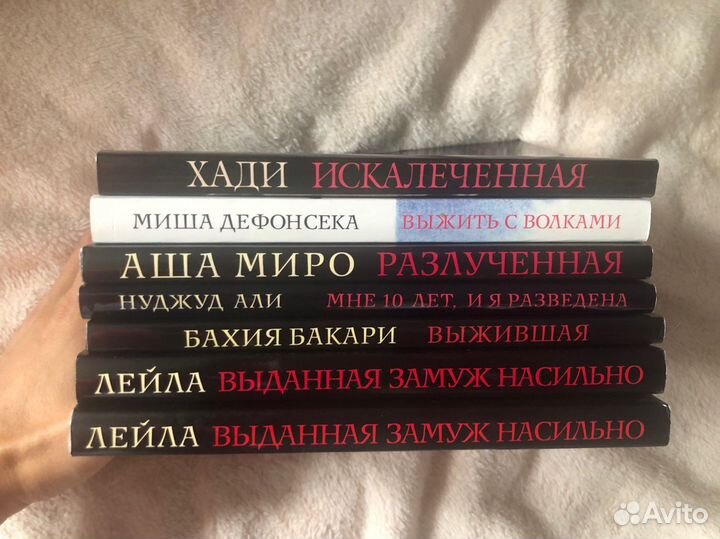 ХАДИ ИСКАЛЕЧЕННАЯ
МИША ДЕФОНСЕКА ВЫЖИТЬ С ВОЛКАМИ
АША МИРО РАЗЛУЧЕННАЯ
НУДЖУД АЛИ МНЕ 10 ЛЕТ, И Я РАЗВЕДЕНА
БАХИЯ БАКАРИ ВЫЖИВШАЯ
ЛЕЙЛА ВЫДАННАЯ ЗАМУЖ НАСИЛЬНО
ЛЕЙЛА ВЫДАННАЯ ЗАМУЖ НАСИЛЬНО
Avito